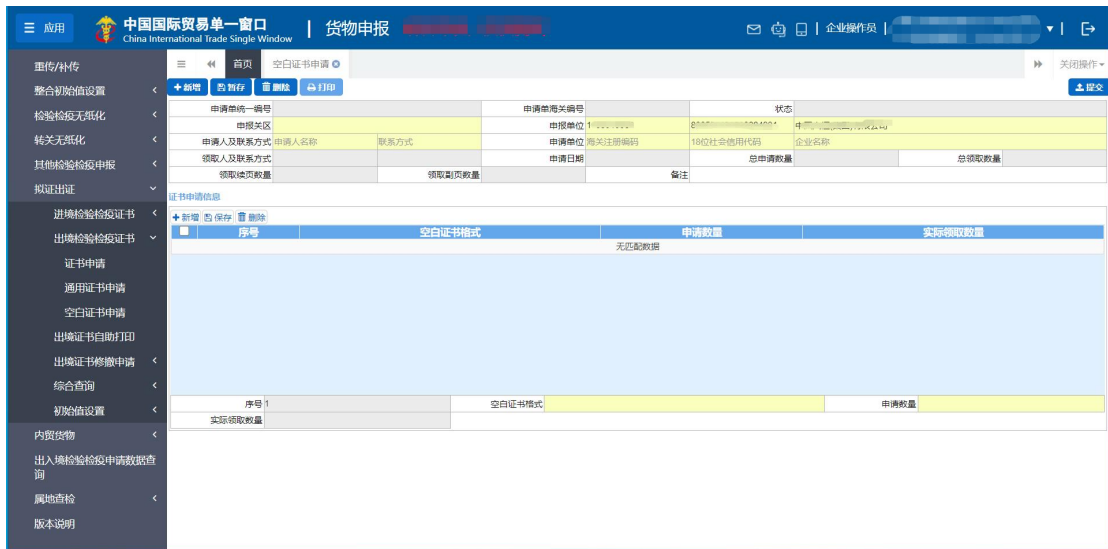 应用
中国国际贸易单一窗口
China International Trade Single Window
货物申报
企业操作员
重传/补传
整合初始值设置
检验检疫无纸化
转关无纸化
其他检验检疫申报
拟证出证
进境检验检疫证书
出境检验检疫证书
证书申请
通用证书申请
空白证书申请
出境证书自助打印
出境证书修撤申请
综合查询
初始值设置
内贸货物
出入境检验检疫申请数据查
询
属地查检
版本说明
首页 空白证书申请 关闭操作
新增 暂存 删除 打印 提交
申请单统一编号 申请单海关编号 状态
申报关区 申报单位
申请人及联系方式 申请人名称 联系方式 申请单位 海关注册编码 18位社会信用代码 企业名称
领取人及联系方式 申请日期 总申请数量 总领取数量
领取续页数量 领取副页数量 备注
证书申请信息
新增 保存 删除
序号 空白证书格式 申请数量 实际领取数量
无匹配数据
序号 1 空白证书格式 申请数量
实际领取数量